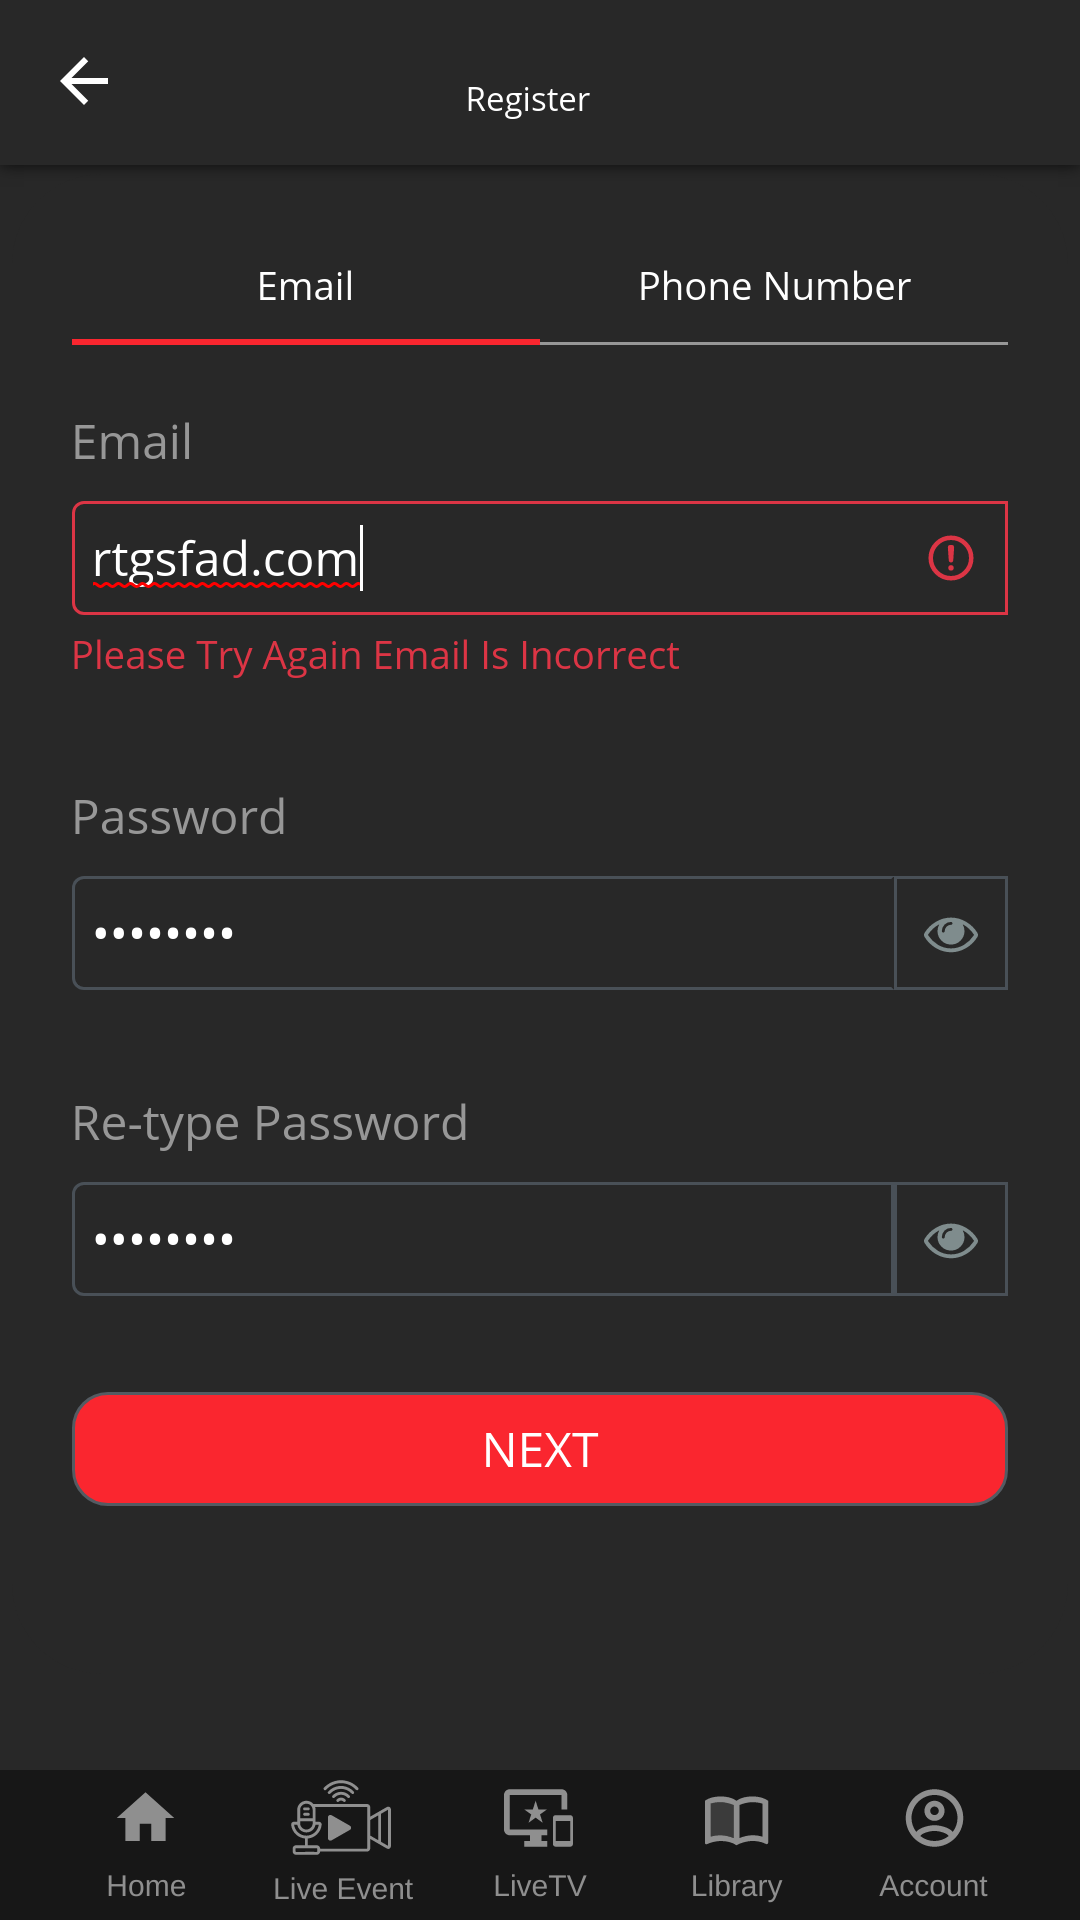 Register
Email Phone Number
Email
rtgsfad.com
Please Try Again Email Is Incorrect
Password
••••••••
Re-type Password
••••••••
NEXT
Home Live Event LiveTV Library Account